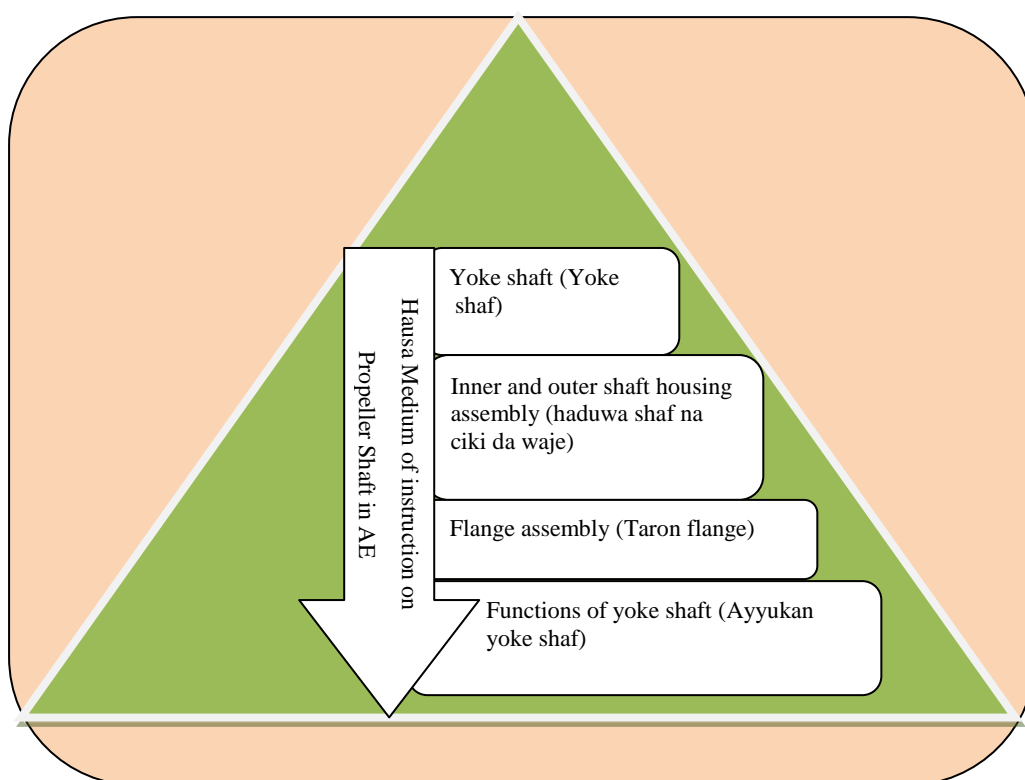 Hausa Medium of instruction on
Propeller Shaft in AE
Yoke shaft (Yoke
shaf)
Inner and outer shaft housing
assembly (haduwa shaf na
ciki da waje)
Flange assembly (Taron flange)
Functions of yoke shaft (Ayyukan
yoke shaf)